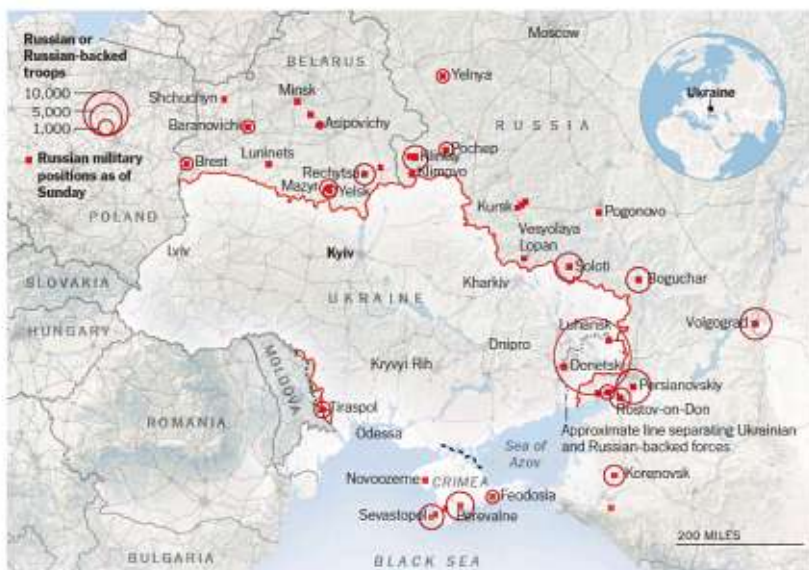 Russian or
Russian-backed
troops
10,000
5,000
1,000
Russian military
positions as of
Sunday
Moscow
BELARUS
Yelnya
Shchuchyn
Minsk
Baranovichi
Asipovichy
RUSSIA
Ukraine
Brest
Luninets
Rechytsa
Pochep
Klintsy
Klimovo
Mazyr
Yelsk
POLAND
Kursk
Pogonovo
Vesyolaya
Lopan
Lviv
Kyiv
Soloti
SLOVAKIA
Kharkiv
Boguchar
UKRAINE
HUNGARY
Luhansk
Volgograd
Dnipro
Kryvyi Rih
Donetsk
MOLDOVA
Persianovskiy
Tiraspol
Rostov-on-Don
ROMANIA
Approximate line separating Ukrainian
and Russian-backed forces
Odessa
Sea of
Azov
Novoozerne
CRIMEA
Korenovsk
Feodosia
Sevastopol
Perevalne
200 MILES
BULGARIA
BLACK SEA